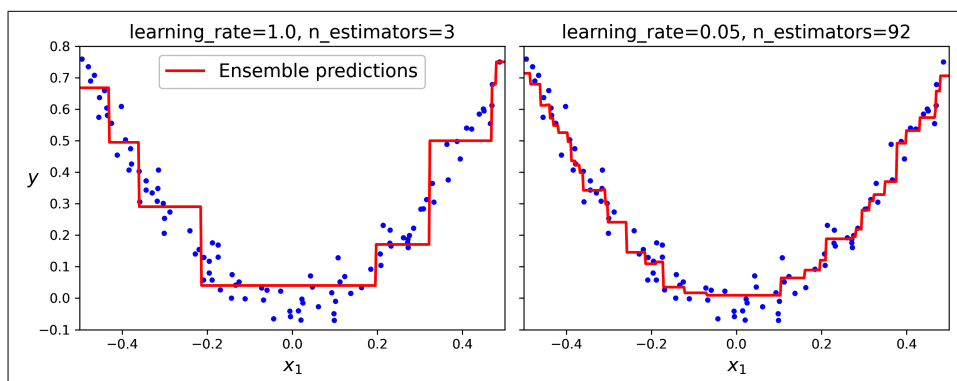 learning_rate=1.0, n_estimators=3
learning_rate=0.05, n_estimators=92
Ensemble predictions
y
0.8
0.7
0.6
0.5
0.4
0.3
0.2
0.1
0.0
−0.1
−0.4 −0.2 0.0 0.2 0.4
−0.4 −0.2 0.0 0.2 0.4
x₁
x₁